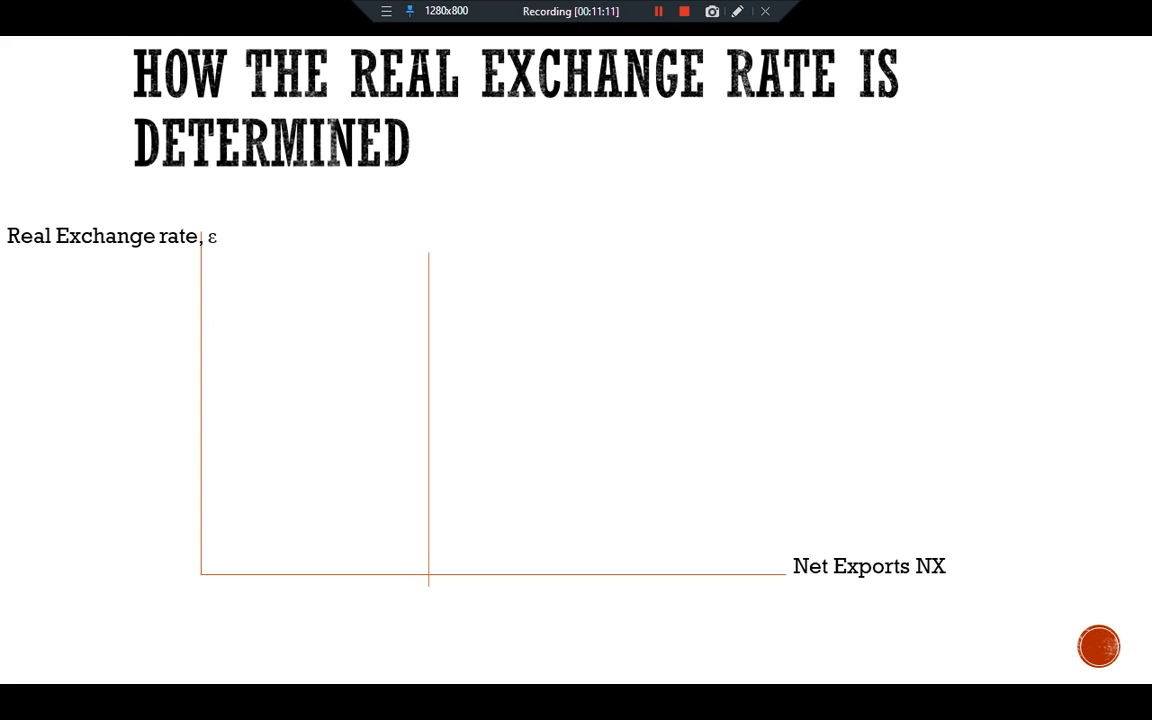 1280x800
Recording [00:11:11]
HOW THE REAL EXCHANGE RATE IS
DETERMINED
Real Exchange rate, ε
Net Exports NX